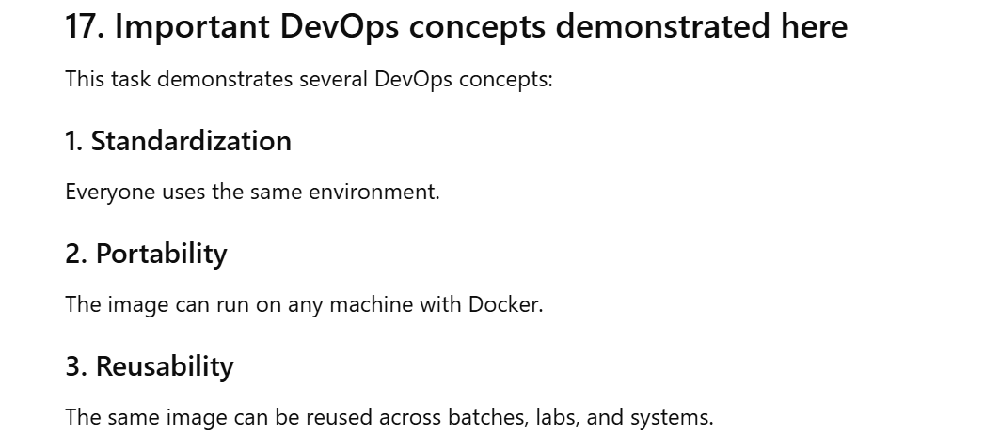 17. Important DevOps concepts demonstrated here
This task demonstrates several DevOps concepts:
1. Standardization
Everyone uses the same environment.
2. Portability
The image can run on any machine with Docker.
3. Reusability
The same image can be reused across batches, labs, and systems.